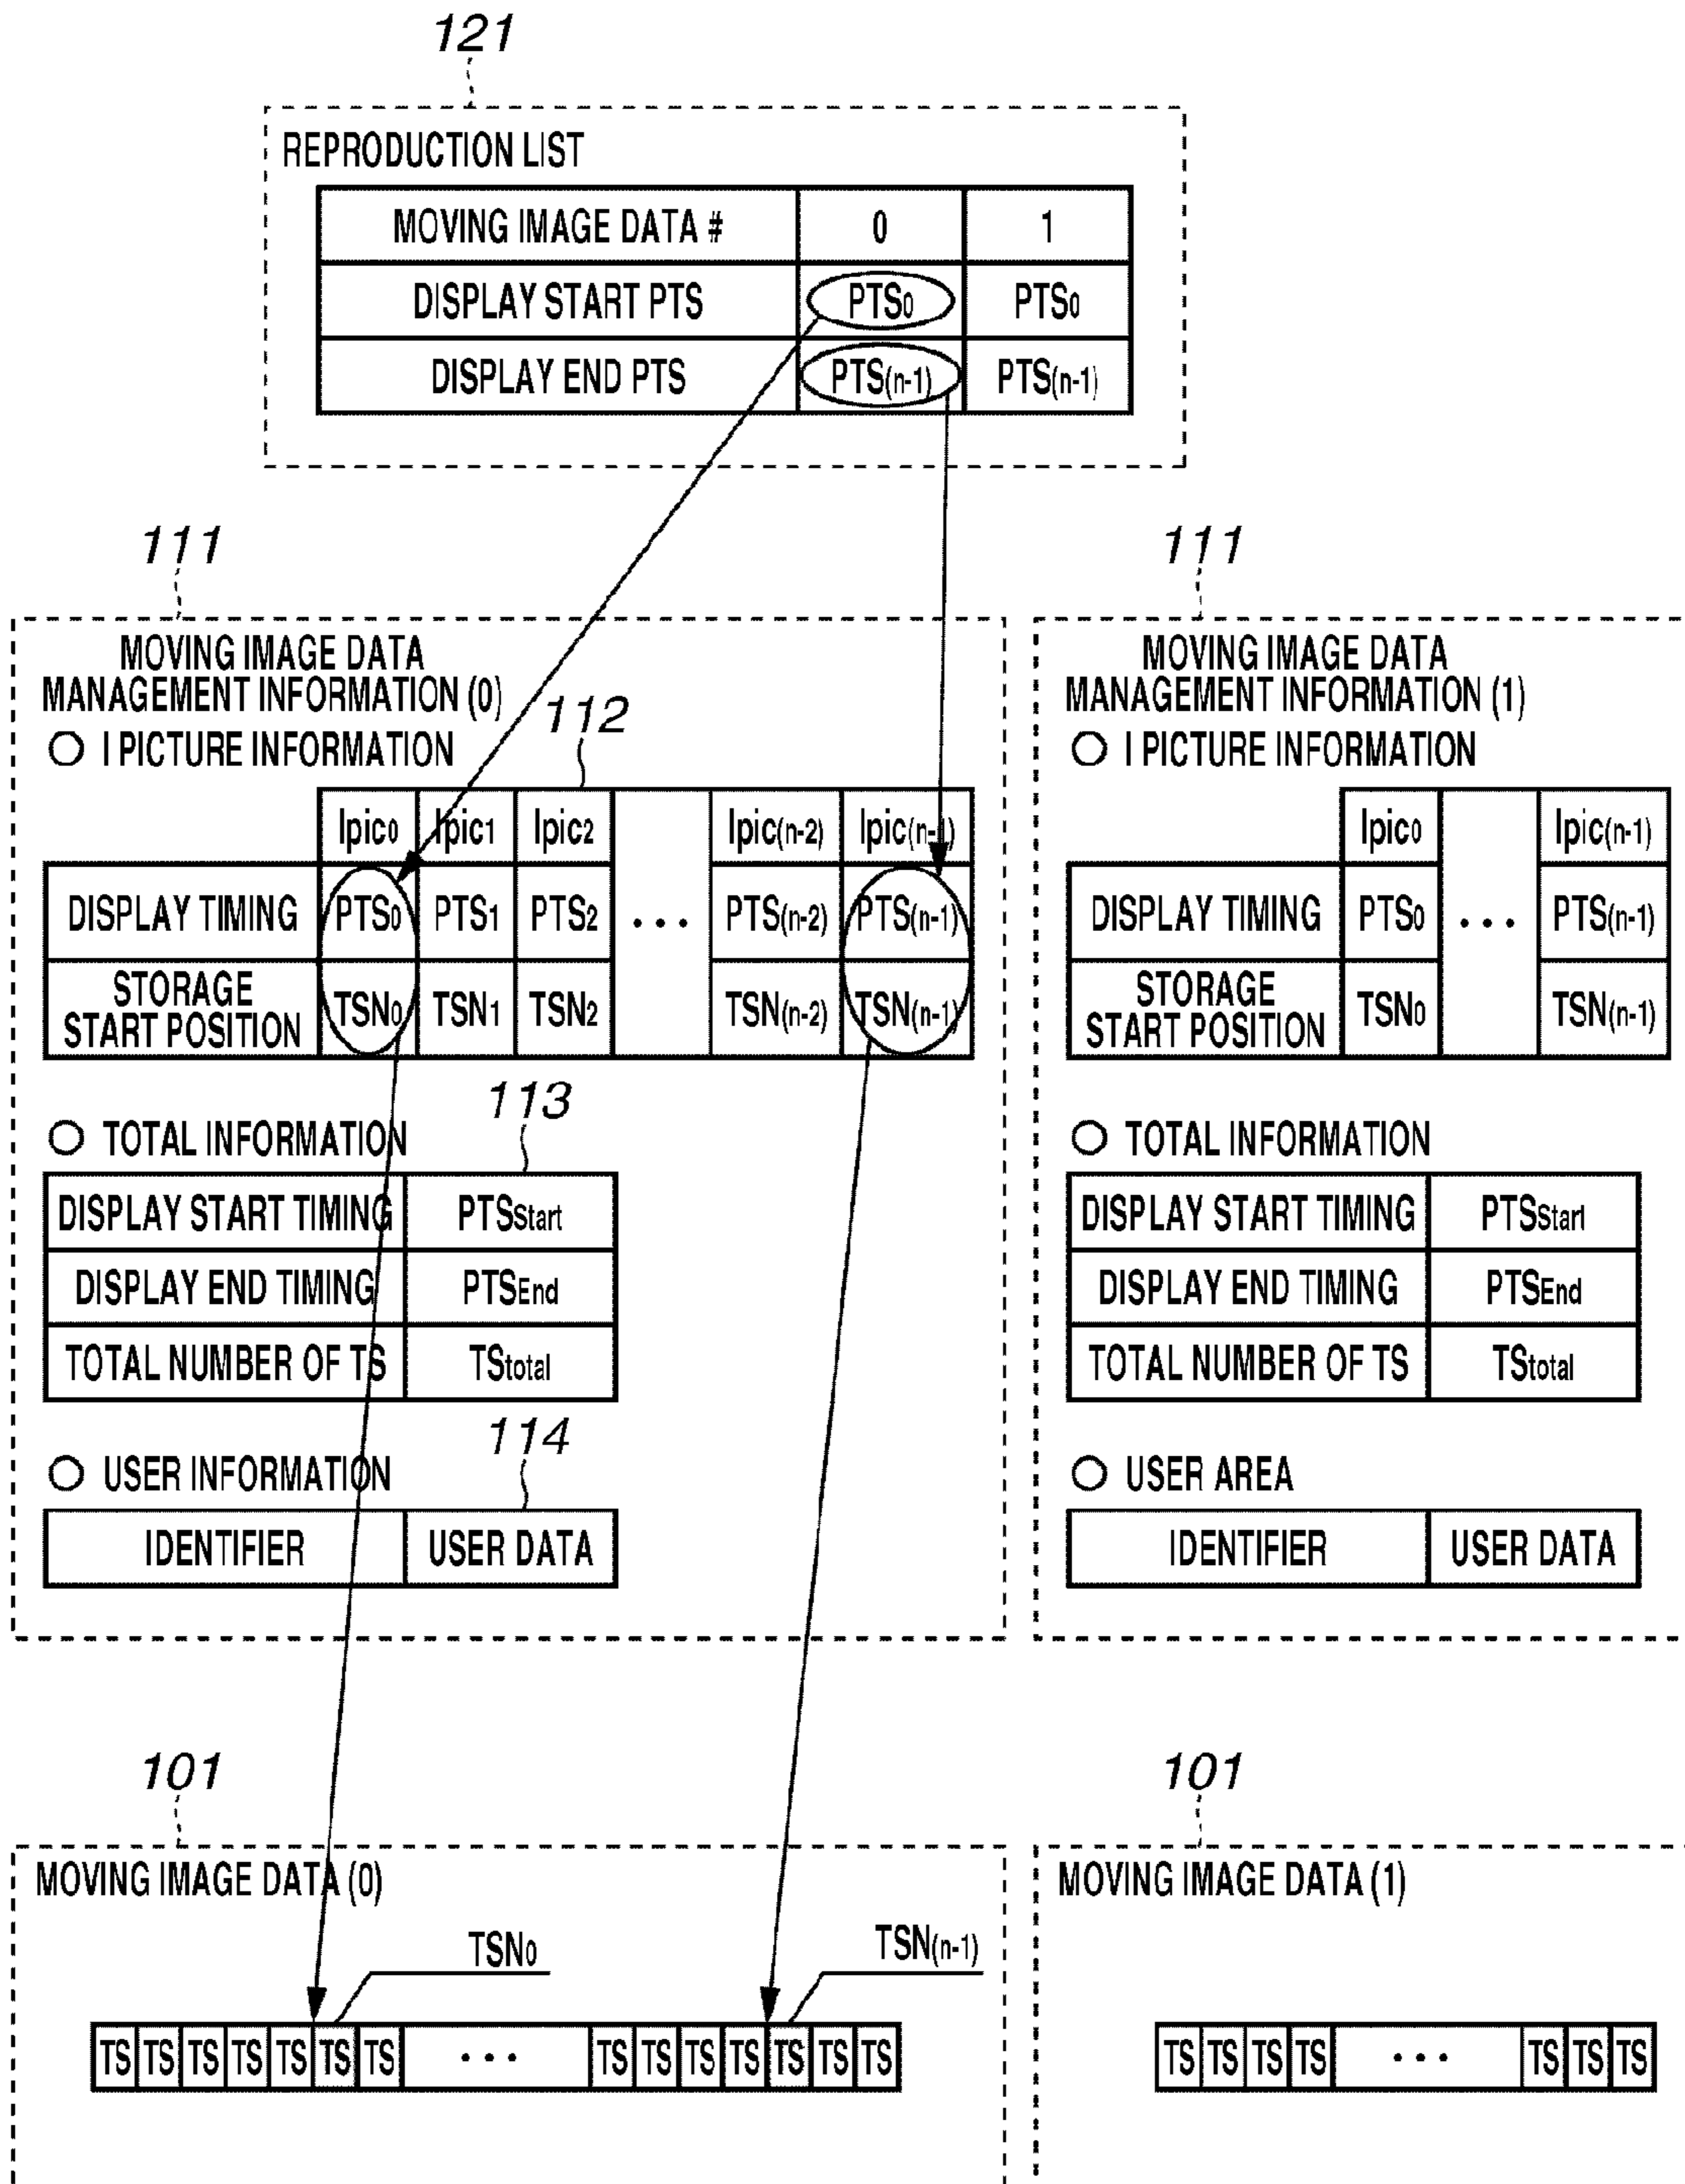 121
REPRODUCTION LIST
MOVING IMAGE DATA # 0 1
DISPLAY START PTS PTS0 PTS0
DISPLAY END PTS PTS(n-1) PTS(n-1)
111
MOVING IMAGE DATA
MANAGEMENT INFORMATION (0)
○ I PICTURE INFORMATION
112
Ipic0 Ipic1 Ipic2 Ipic(n-2) Ipic(n-1)
DISPLAY TIMING PTS0 PTS1 PTS2 ... PTS(n-2) PTS(n-1)
STORAGE
START POSITION TSN0 TSN1 TSN2 TSN(n-2) TSN(n-1)
○ TOTAL INFORMATION
113
DISPLAY START TIMING PTSStart
DISPLAY END TIMING PTSEnd
TOTAL NUMBER OF TS TStotal
○ USER INFORMATION
114
IDENTIFIER USER DATA
111
MOVING IMAGE DATA
MANAGEMENT INFORMATION (1)
○ I PICTURE INFORMATION
Ipic0 Ipic(n-1)
DISPLAY TIMING PTS0 ... PTS(n-1)
STORAGE
START POSITION TSN0 TSN(n-1)
○ TOTAL INFORMATION
DISPLAY START TIMING PTSStart
DISPLAY END TIMING PTSEnd
TOTAL NUMBER OF TS TStotal
○ USER AREA
IDENTIFIER USER DATA
101
MOVING IMAGE DATA (0)
TSN0 TSN(n-1)
TS TS TS TS TS TS TS ... TS TS TS TS TS TS TS
101
MOVING IMAGE DATA (1)
TS TS TS TS ... TS TS TS